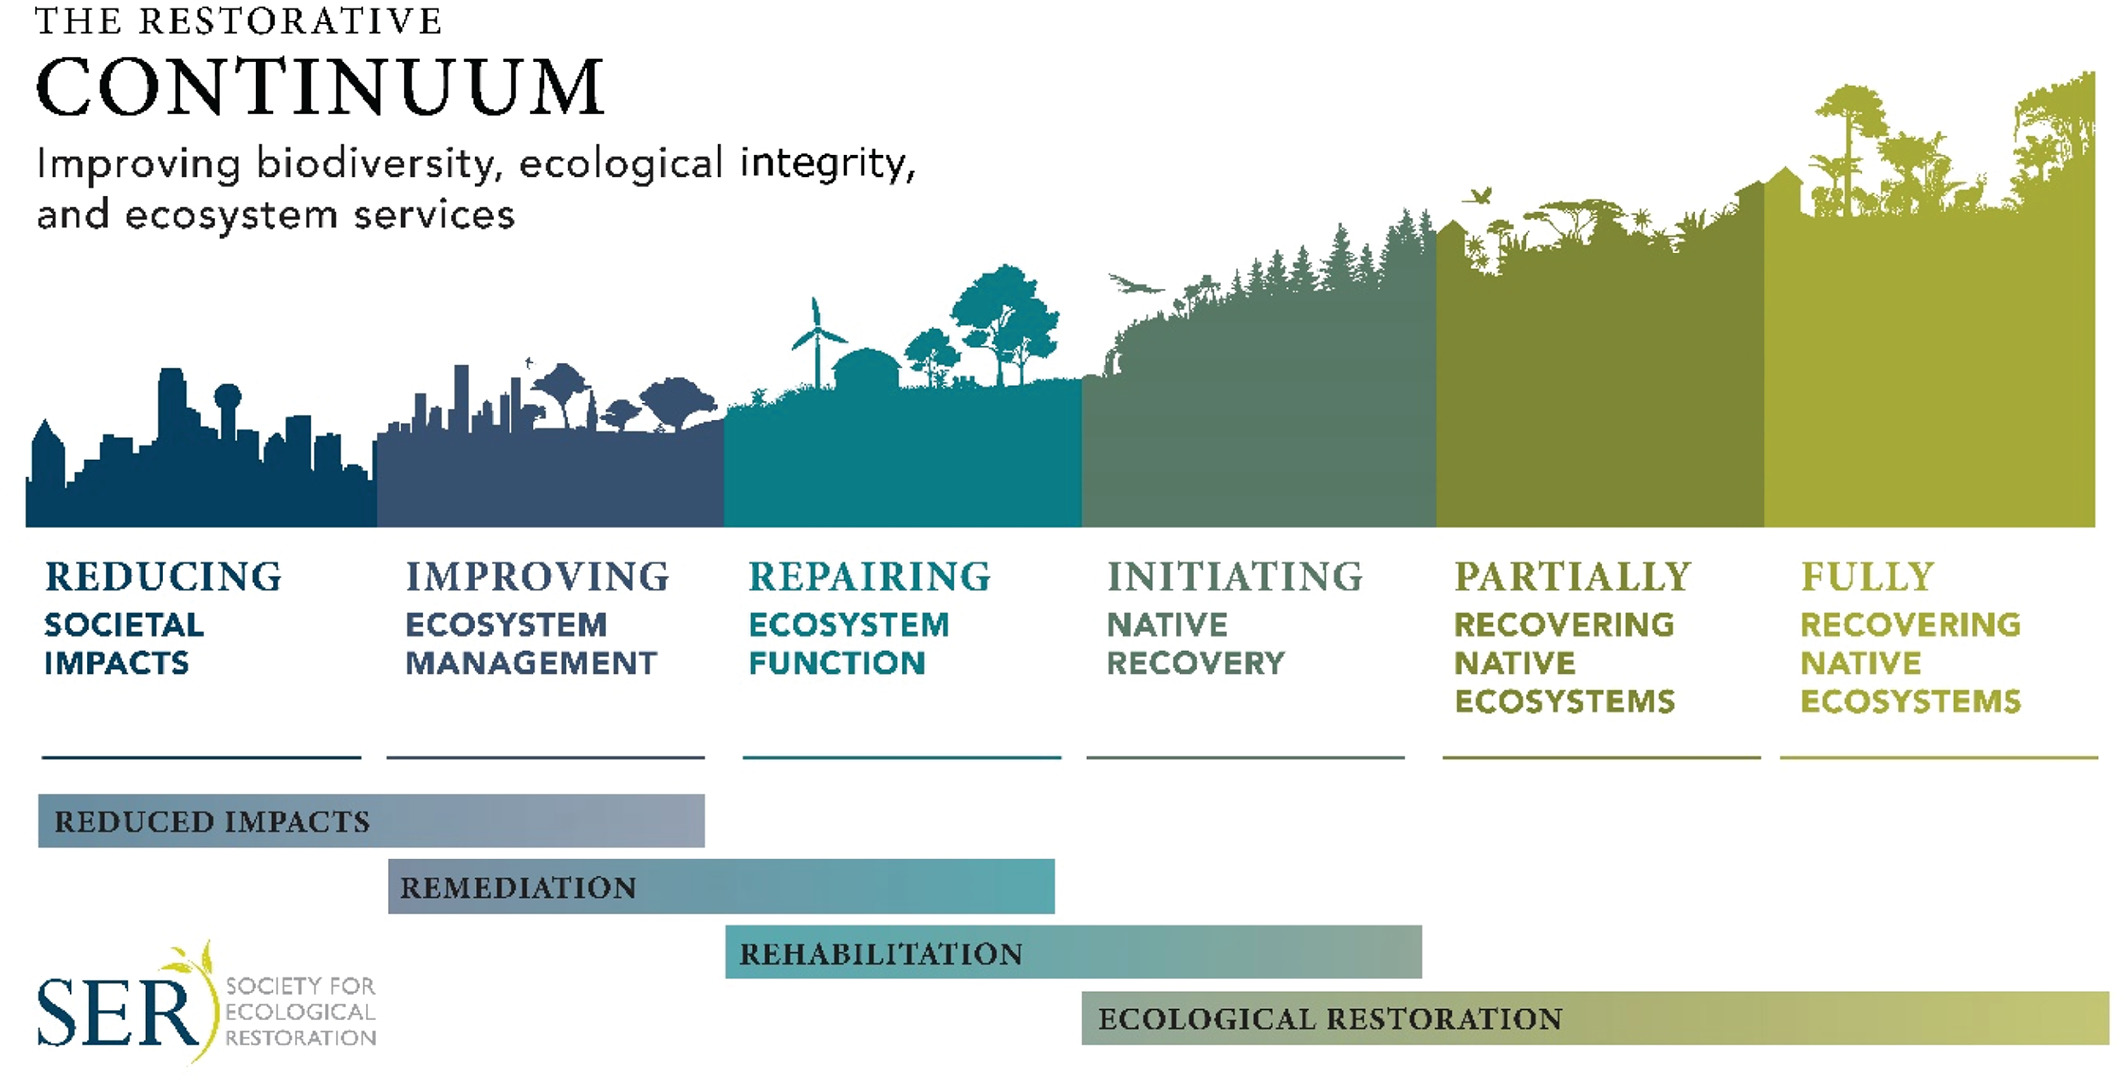 THE RESTORATIVE
CONTINUUM
Improving biodiversity, ecological integrity,
and ecosystem services
REDUCING
SOCIETAL
IMPACTS
IMPROVING
ECOSYSTEM
MANAGEMENT
REPAIRING
ECOSYSTEM
FUNCTION
INITIATING
NATIVE
RECOVERY
PARTIALLY
RECOVERING
NATIVE
ECOSYSTEMS
FULLY
RECOVERING
NATIVE
ECOSYSTEMS
REDUCED IMPACTS
REMEDIATION
REHABILITATION
ECOLOGICAL RESTORATION
SER
SOCIETY FOR
ECOLOGICAL
RESTORATION